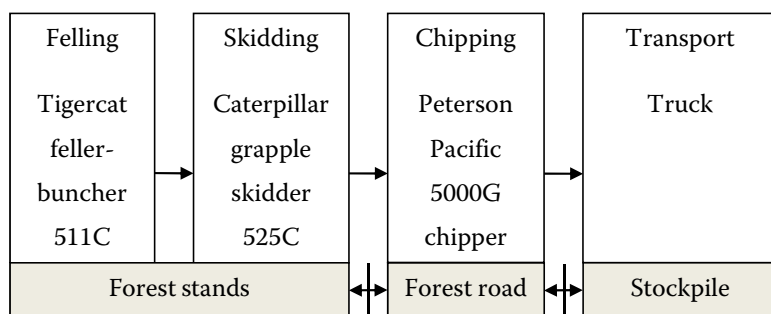 Felling
Tigercat
feller-
buncher
511C
Skidding
Caterpillar
grapple
skidder
525C
Chipping
Peterson
Pacific
5000G
chipper
Transport
Truck
Forest stands
Forest road
Stockpile